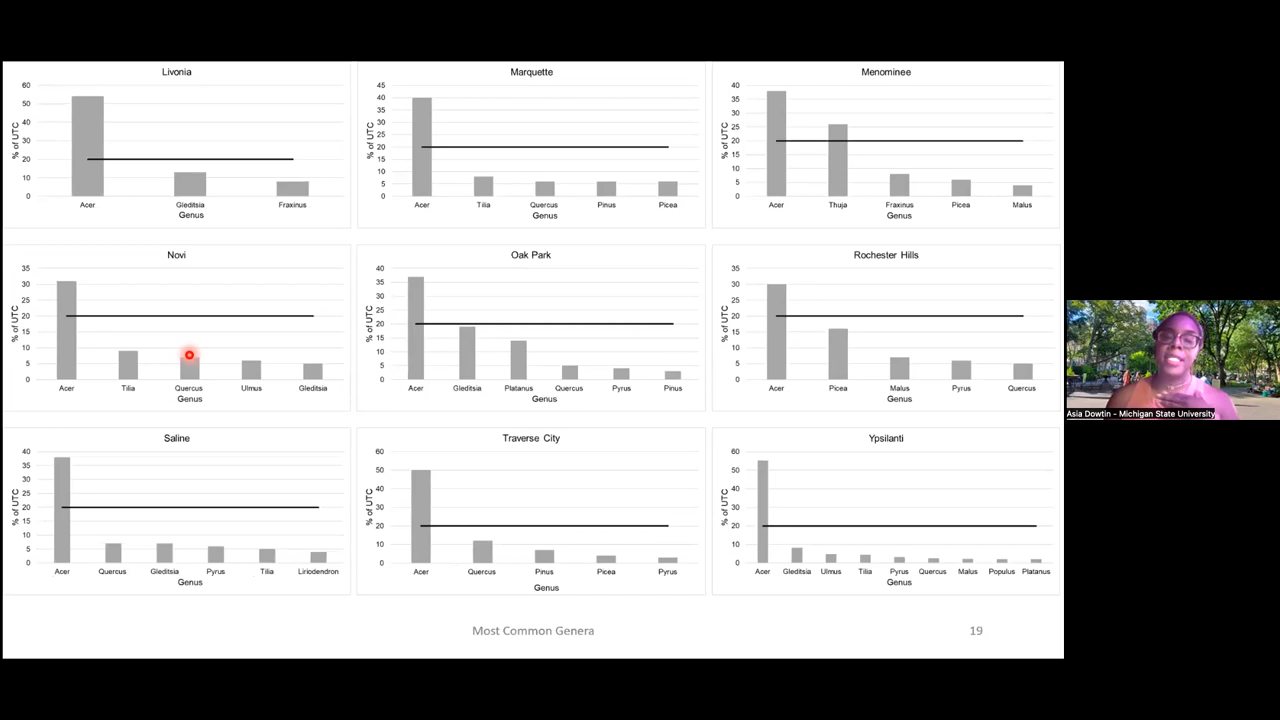 Livonia
60
50
40
30
20
10
0
% of UTC
Acer Gleditsia Fraxinus
Genus
Marquette
45
40
35
30
25
20
15
10
5
0
% of UTC
Acer Tilia Quercus Pinus Picea
Genus
Menominee
40
35
30
25
20
15
10
5
0
% of UTC
Acer Thuja Fraxinus Picea Malus
Genus
Novi
35
30
25
20
15
10
5
0
% of UTC
Acer Tilia Quercus Ulmus Gleditsia
Genus
Oak Park
40
35
30
25
20
15
10
5
0
% of UTC
Acer Gleditsia Platanus Quercus Pyrus Pinus
Genus
Rochester Hills
35
30
25
20
15
10
5
0
% of UTC
Acer Picea Malus Pyrus Quercus
Genus
Saline
40
35
30
25
20
15
10
5
0
% of UTC
Acer Quercus Gleditsia Pyrus Tilia Liriodendron
Genus
Traverse City
60
50
40
30
20
10
0
% of UTC
Acer Quercus Pinus Picea Pyrus
Genus
Ypsilanti
60
50
40
30
20
10
0
% of UTC
Acer Gleditsia Ulmus Tilia Pyrus Quercus Malus Populus Platanus
Genus
Most Common Genera
19
Asia Dowtin - Michigan State University